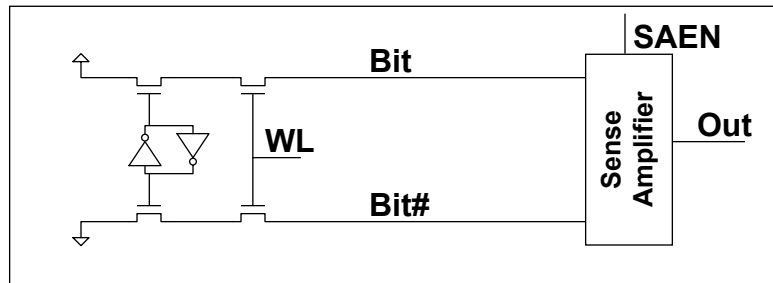 SAEN
Bit
WL
Sense
Amplifier
Out
Bit#